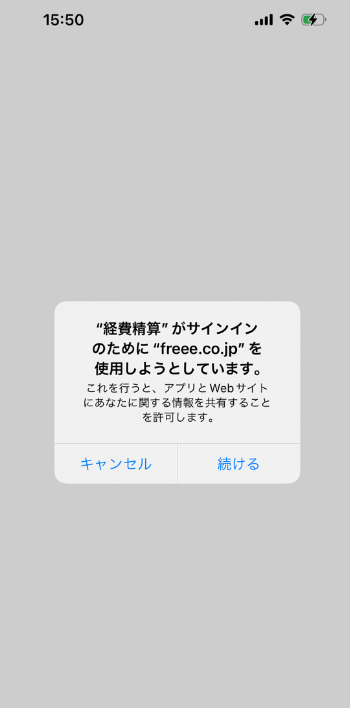 15:50
“経費精算” がサインイン
のために “freee.co.jp” を
使用しようとしています。
これを行うと、アプリとWebサイト
にあなたに関する情報を共有すること
を許可します。
キャンセル
続ける